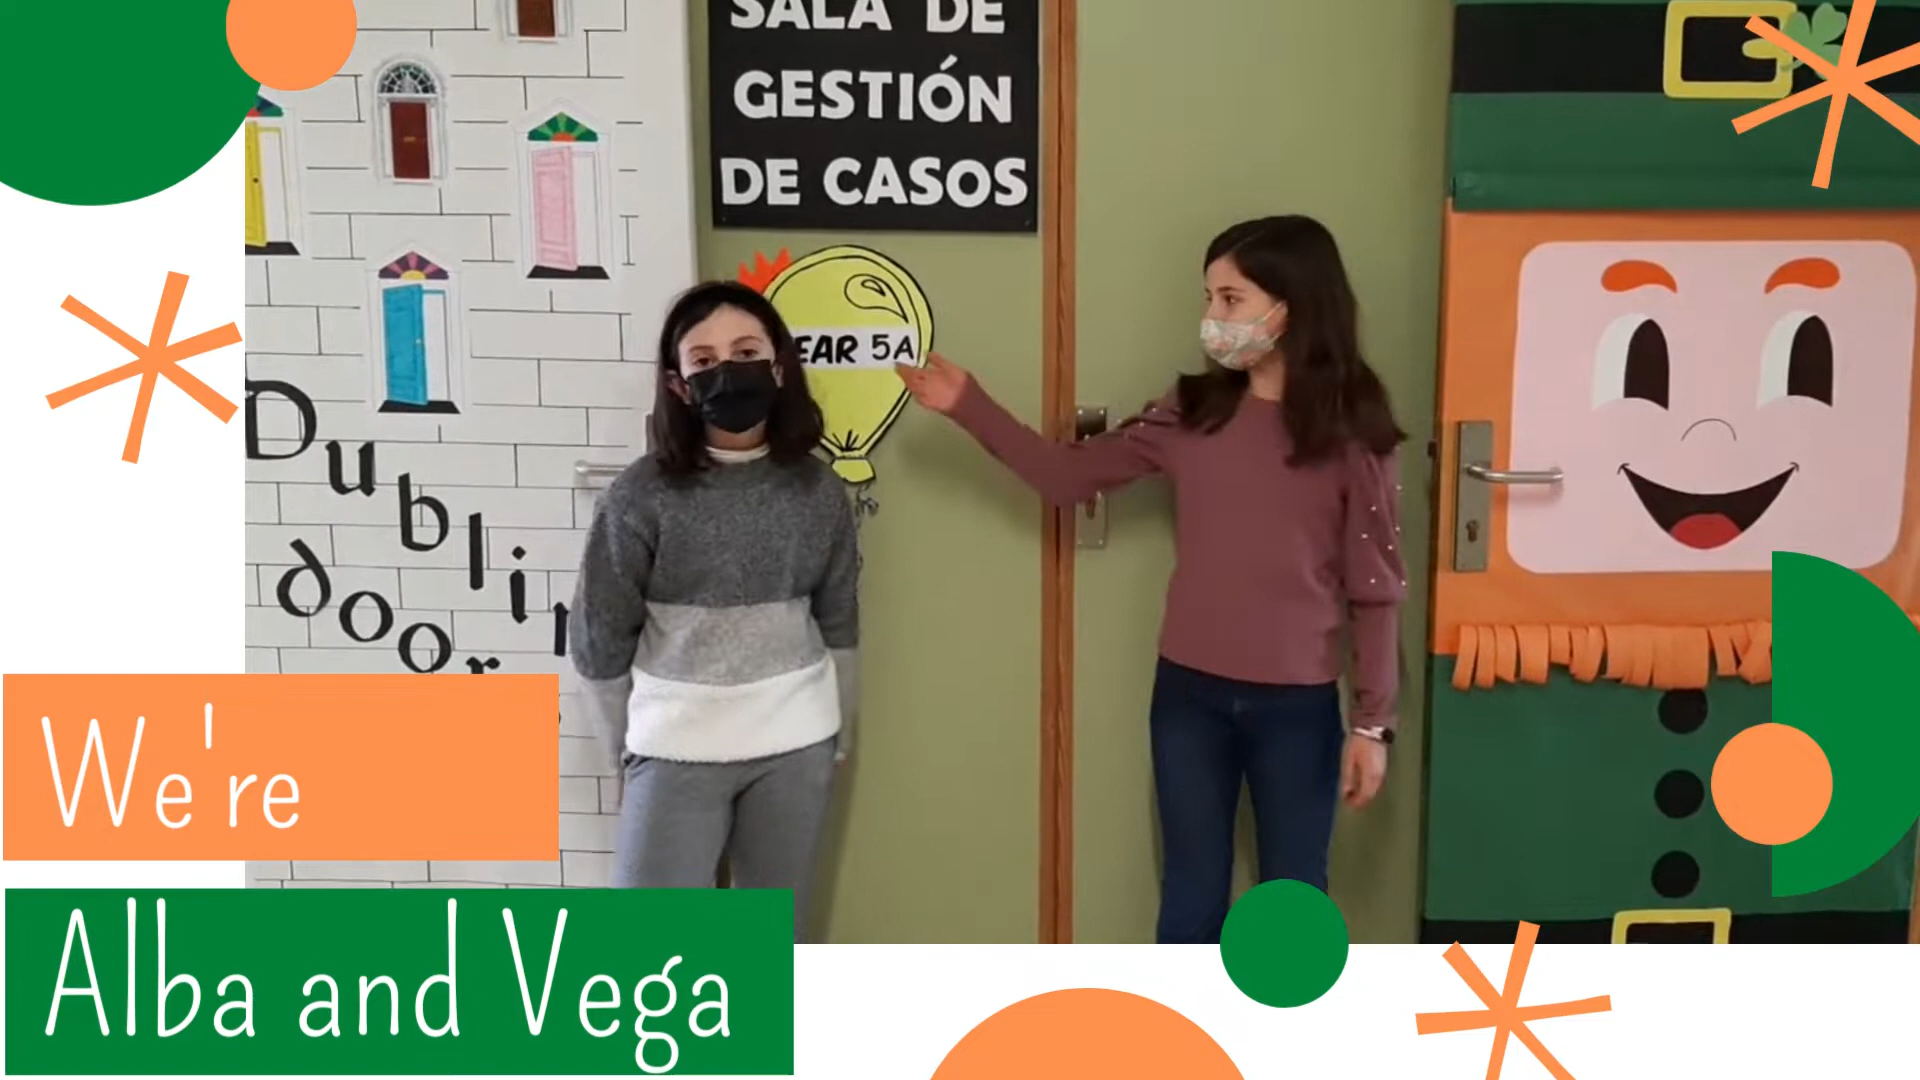 SALA DE
GESTIÓN
DE CASOS
EAR 5A
Dublin
door
We're
Alba and Vega